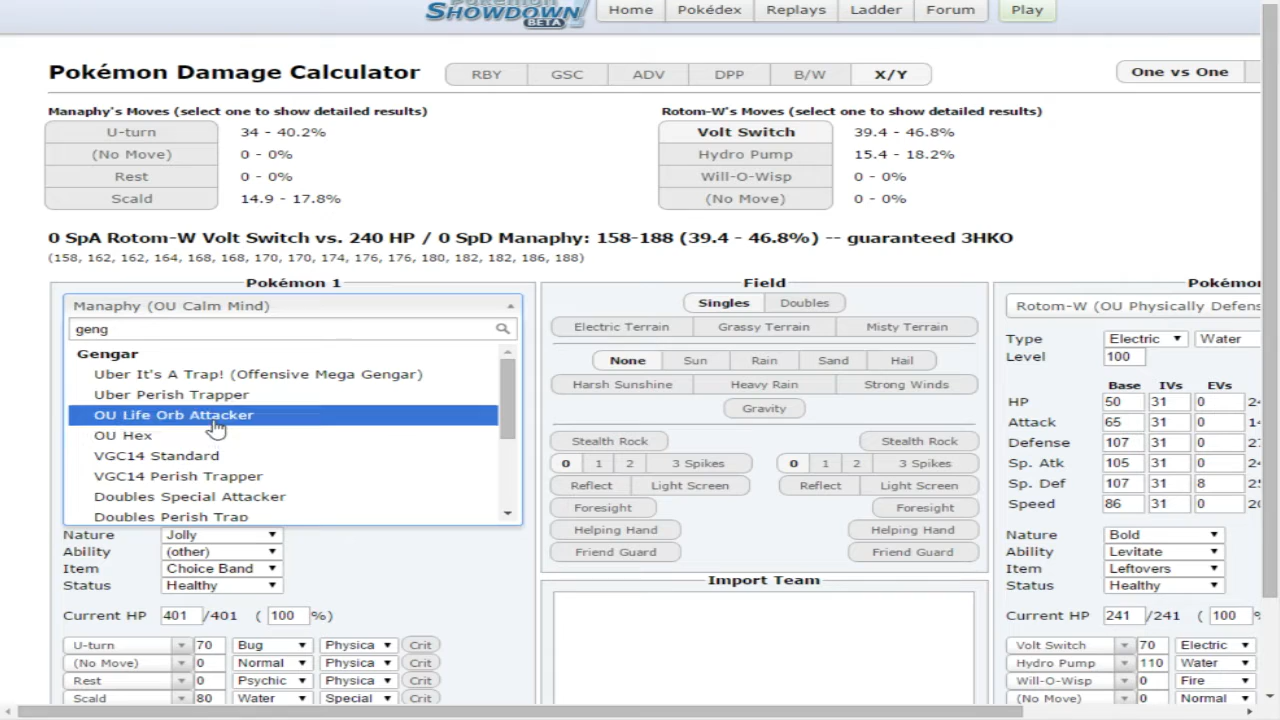 Pokémon
SHOWDOWN
BETA
Home
Pokédex
Replays
Ladder
Forum
Play
Pokémon Damage Calculator
RBY
GSC
ADV
DPP
B/W
X/Y
One vs One
Manaphy's Moves (select one to show detailed results)
U-turn 34 - 40.2%
(No Move) 0 - 0%
Rest 0 - 0%
Scald 14.9 - 17.8%
Rotom-W's Moves (select one to show detailed results)
Volt Switch 39.4 - 46.8%
Hydro Pump 15.4 - 18.2%
Will-O-Wisp 0 - 0%
(No Move) 0 - 0%
0 SpA Rotom-W Volt Switch vs. 240 HP / 0 SpD Manaphy: 158-188 (39.4 - 46.8%) -- guaranteed 3HKO
(158, 162, 162, 164, 168, 168, 170, 170, 174, 176, 176, 180, 182, 182, 186, 188)
Pokémon 1
Manaphy (OU Calm Mind)
geng
Gengar
Uber It's A Trap! (Offensive Mega Gengar)
Uber Perish Trapper
OU Life Orb Attacker
OU Hex
VGC14 Standard
VGC14 Perish Trapper
Doubles Special Attacker
Doubles Perish Trap
Nature Jolly
Ability (other)
Item Choice Band
Status Healthy
Current HP 401 /401 ( 100 %)
U-turn 70 Bug Physica Crit
(No Move) 0 Normal Physica Crit
Rest 0 Psychic Physica Crit
Scald 80 Water Special Crit
Field
Singles Doubles
Electric Terrain Grassy Terrain Misty Terrain
None Sun Rain Sand Hail
Harsh Sunshine Heavy Rain Strong Winds
Gravity
Stealth Rock Stealth Rock
0 1 2 3 Spikes 0 1 2 3 Spikes
Reflect Light Screen Reflect Light Screen
Foresight Foresight
Helping Hand Helping Hand
Friend Guard Friend Guard
Import Team
Pokémo
Rotom-W (OU Physically Defens
Type Electric Water
Level 100
Base IVs EVs
HP 50 31 0 24
Attack 65 31 0 14
Defense 107 31 0 27
Sp. Atk 105 31 0 24
Sp. Def 107 31 8 25
Speed 86 31 0 20
Nature Bold
Ability Levitate
Item Leftovers
Status Healthy
Current HP 241 /241 ( 100 %
Volt Switch 70 Electric
Hydro Pump 110 Water
Will-O-Wisp 0 Fire
(No Move) 0 Normal